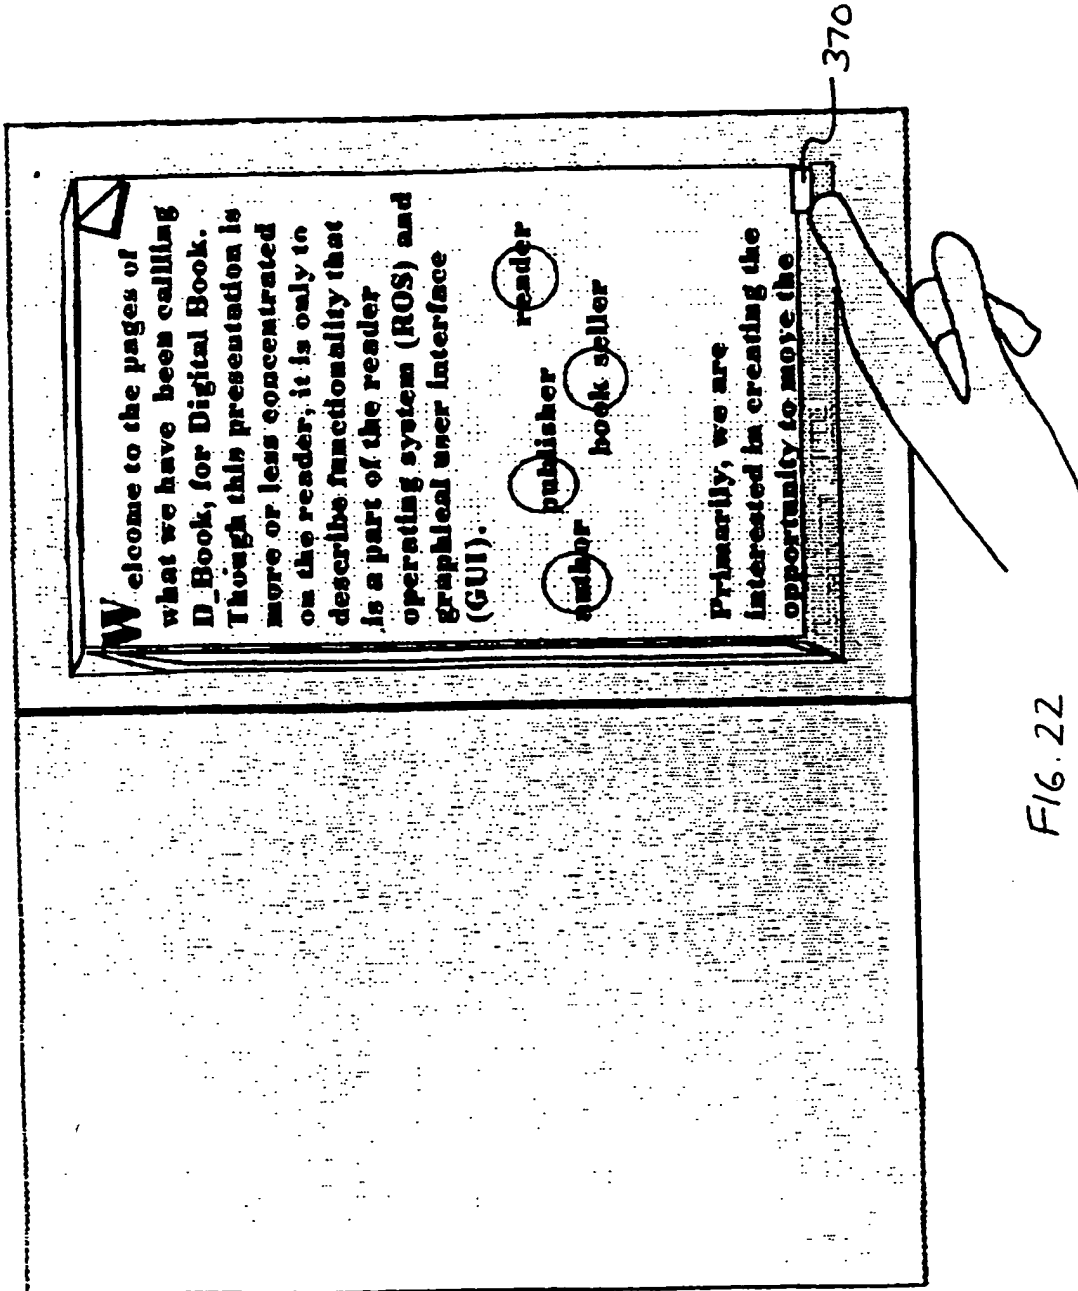 Welcome to the pages of
what we have been callling
D_Book, for Digital Book.
Though this presentation is
more or less concentrated
on the reader, it is only to
describe functionality that
is a part of the reader
operating system (ROS) and
graphical user interface
(GUI).
author
publisher
book seller
reader
Primarily, we are
interested in creating the
opportunity to move the
370
FIG. 22